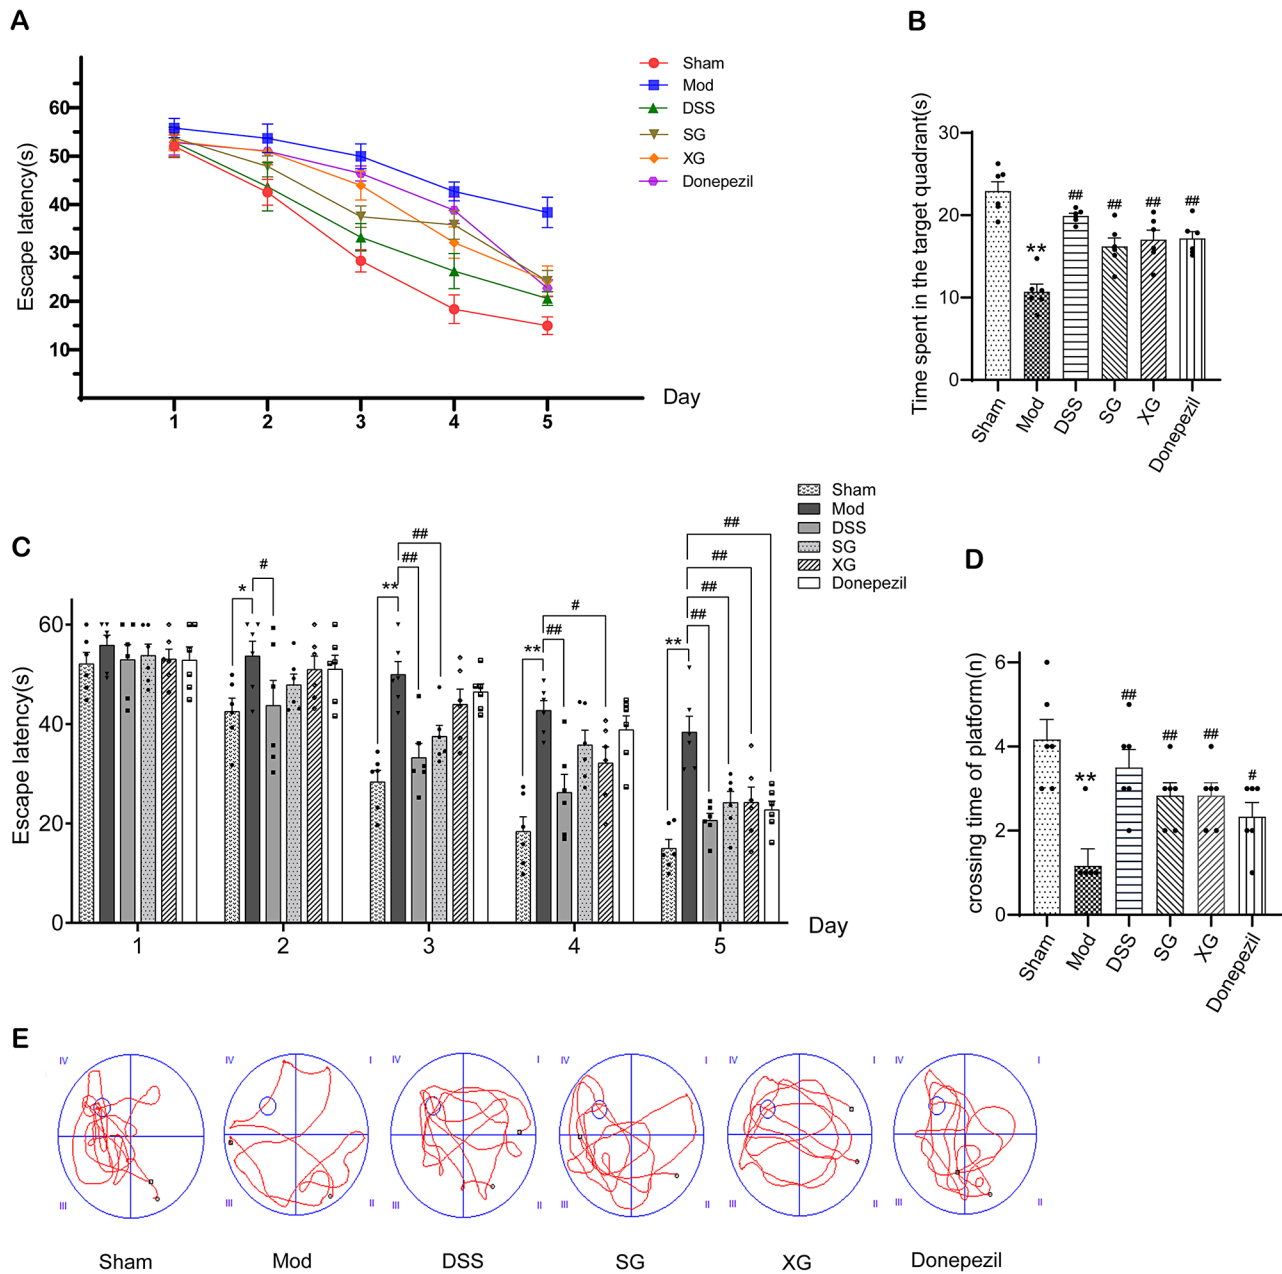 A
Sham
Mod
DSS
SG
XG
Donepezil
Escape latency(s)
60
50
40
30
20
10
1 2 3 4 5
Day
B
Time spent in the target quadrant(s)
30
20
10
0
** ## ## ## ##
Sham Mod DSS SG XG Donepezil
C
Sham
Mod
DSS
SG
XG
Donepezil
Escape latency(s)
60
40
20
0
* #
** ## ##
** ## #
** ## ## ## ##
1 2 3 4 5
Day
D
crossing time of platform(n)
6
4
2
0
** ## ## ## #
Sham Mod DSS SG XG Donepezil
E
IV III
IV I III II
IV I III II
IV I III II
IV I III II
IV I III II
Sham Mod DSS SG XG Donepezil